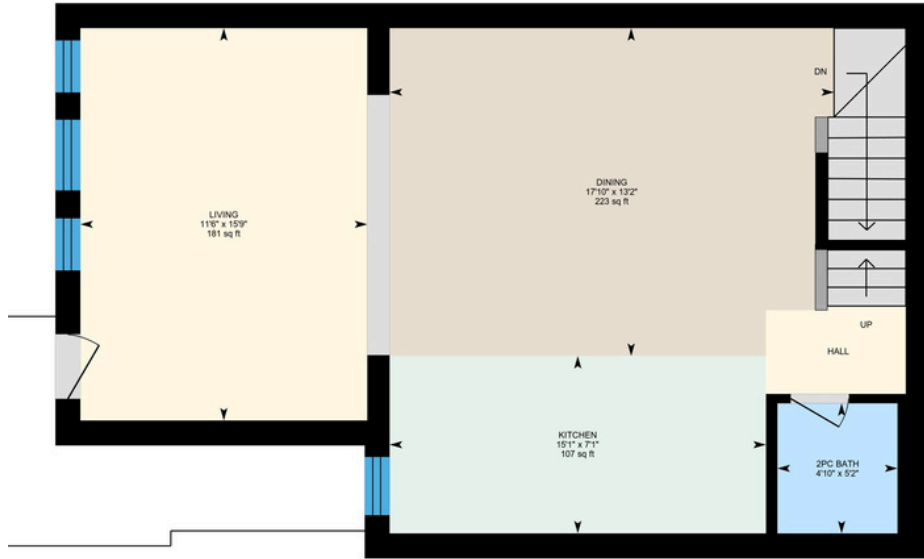 DN
DINING
17'10" x 13'2"
223 sq ft
LIVING
11'6" x 15'9"
181 sq ft
UP
HALL
KITCHEN
15'1" x 7'1"
107 sq ft
2PC BATH
4'10" x 5'2"